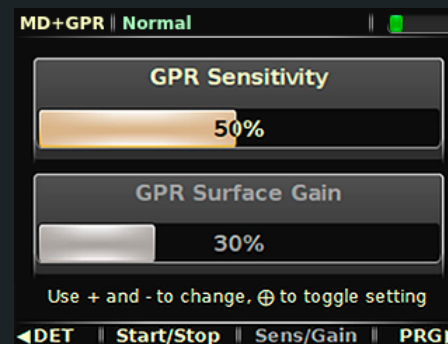 MD+GPR Normal
GPR Sensitivity
50%
GPR Surface Gain
30%
Use + and - to change, ⊕ to toggle setting
◀DET Start/Stop Sens/Gain PRG